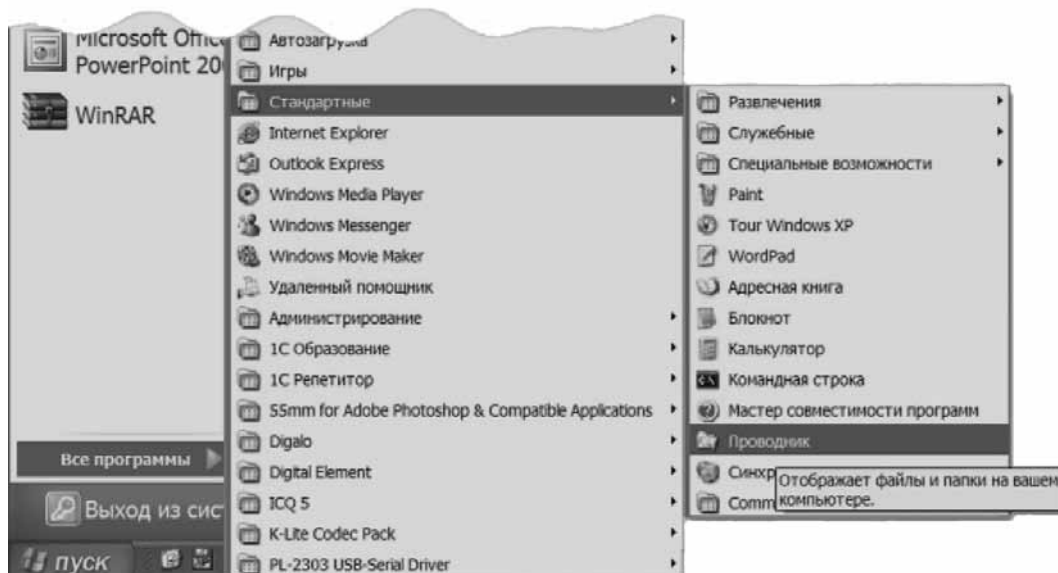 Microsoft Office
PowerPoint 20
WinRAR
Все программы
Выход из сис
пуск
Автозагрузка
Игры
Стандартные
Internet Explorer
Outlook Express
Windows Media Player
Windows Messenger
Windows Movie Maker
Удаленный помощник
Администрирование
1С Образование
1С Репетитор
55mm for Adobe Photoshop & Compatible Applications
Digalo
Digital Element
ICQ 5
K-Lite Codec Pack
PL-2303 USB-Serial Driver
Развлечения
Служебные
Специальные возможности
Paint
Tour Windows XP
WordPad
Адресная книга
Блокнот
Калькулятор
Командная строка
Мастер совместимости программ
Проводник
Синхр
Comm
Отображает файлы и папки на вашем
компьютере.